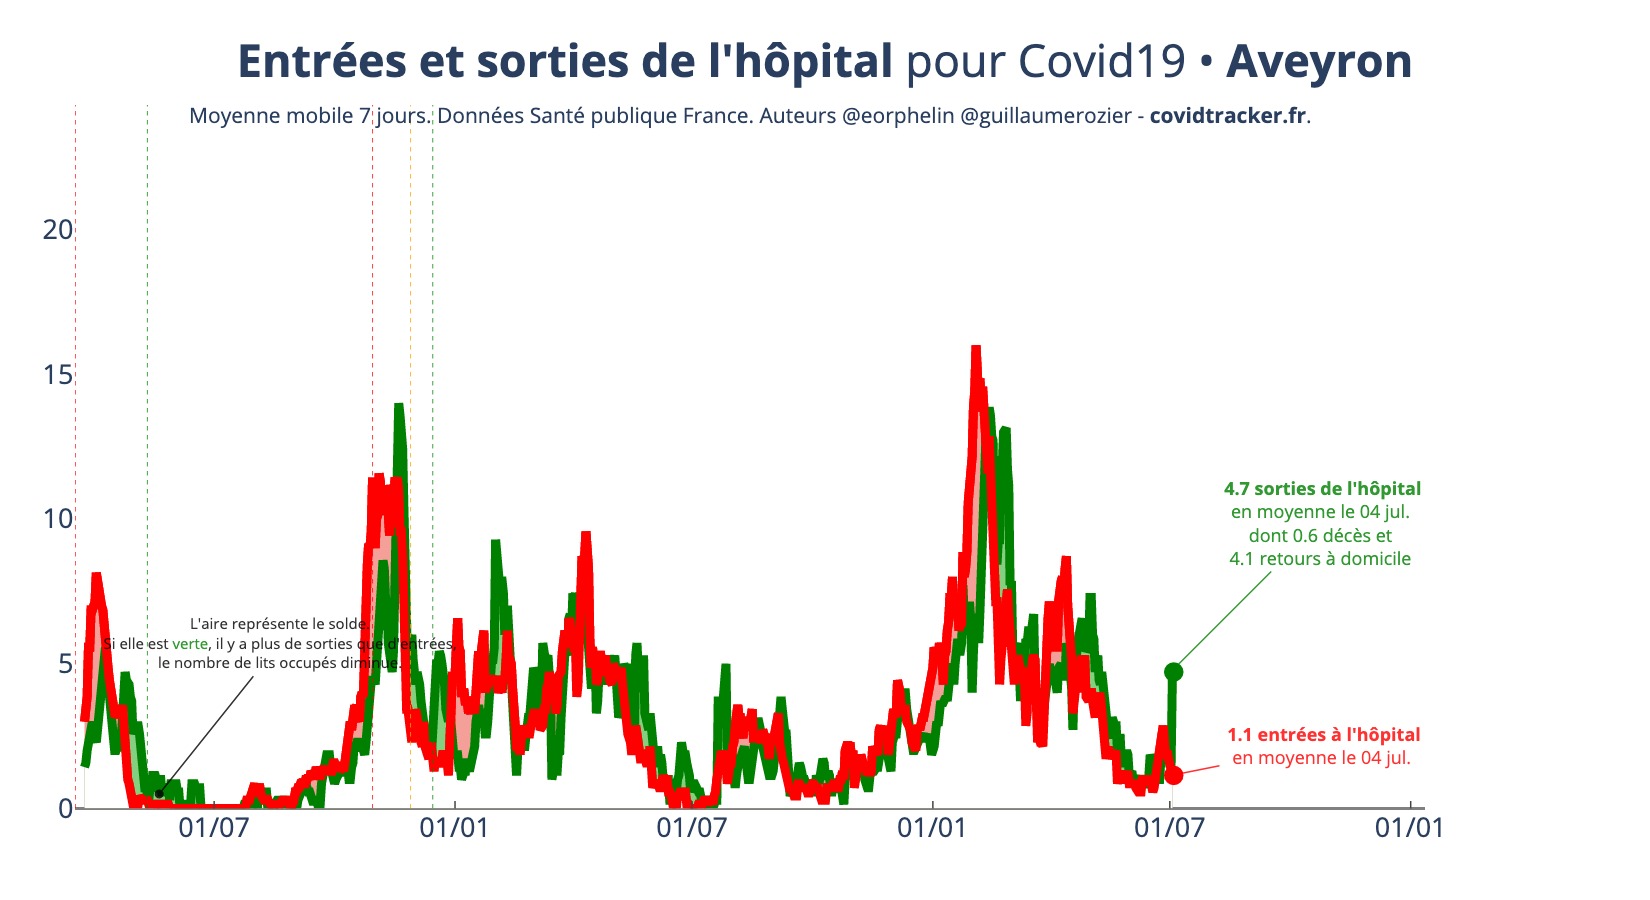 Entrées et sorties de l'hôpital pour Covid19 • Aveyron
Moyenne mobile 7 jours. Données Santé publique France. Auteurs @eorphelin @guillaumerozier - covidtracker.fr.
20
15
10
5
0
L'aire représente le solde.
Si elle est verte, il y a plus de sorties que d'entrées,
le nombre de lits occupés diminue.
4.7 sorties de l'hôpital
en moyenne le 04 jul.
dont 0.6 décès et
4.1 retours à domicile
1.1 entrées à l'hôpital
en moyenne le 04 jul.
01/07
01/01
01/07
01/01
01/07
01/01